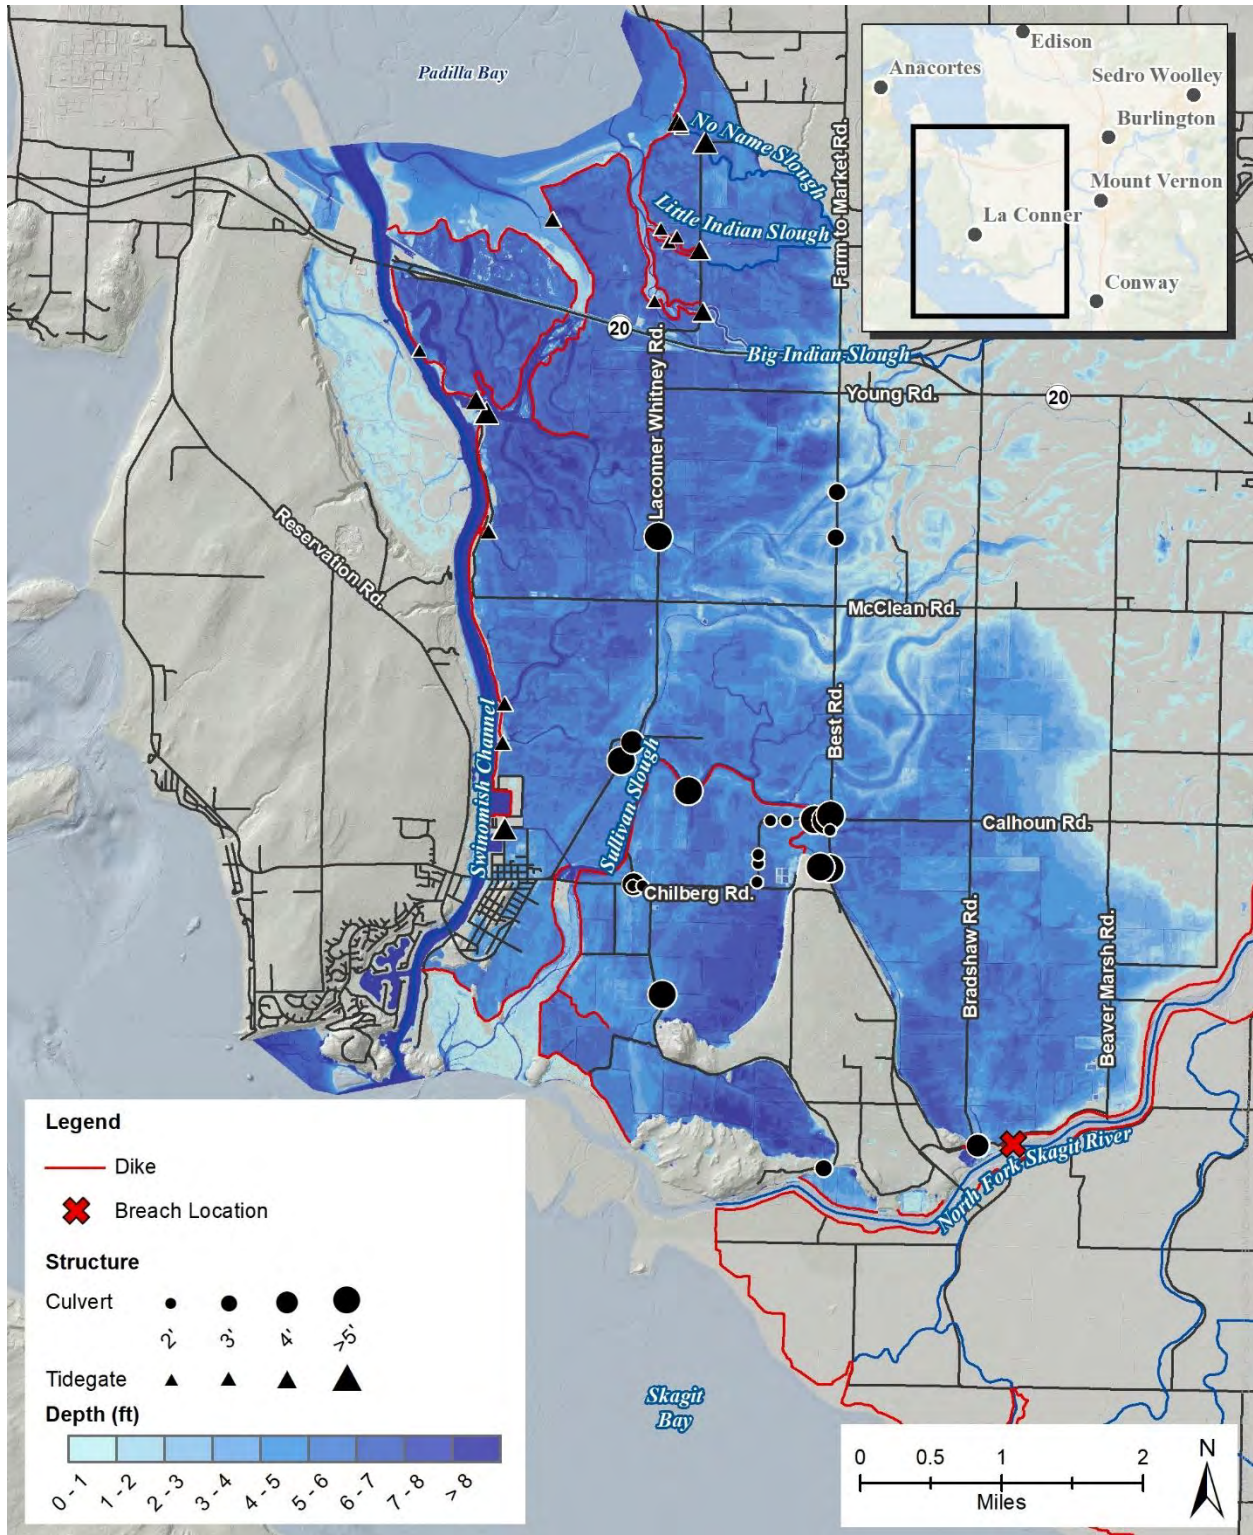 Padilla Bay
Edison
Anacortes
Sedro Woolley
Burlington
Mount Vernon
La Conner
Conway
No Name Slough
Little Indian Slough
Farm to Market Rd.
20
Big Indian Slough
Young Rd.
20
Laconner Whitney Rd.
Reservation Rd.
McClean Rd.
Best Rd.
Swinomish Channel
Sullivan Slough
Calhoun Rd.
Chilberg Rd.
Bradshaw Rd.
Beaver Marsh Rd.
North Fork Skagit River
Skagit
Bay
Legend
Dike
Breach Location
Structure
Culvert
2' 3' 4' >5'
Tidegate
Depth (ft)
0 - 1 1 - 2 2 - 3 3 - 4 4 - 5 5 - 6 6 - 7 7 - 8 > 8
0 0.5 1 2
Miles
N